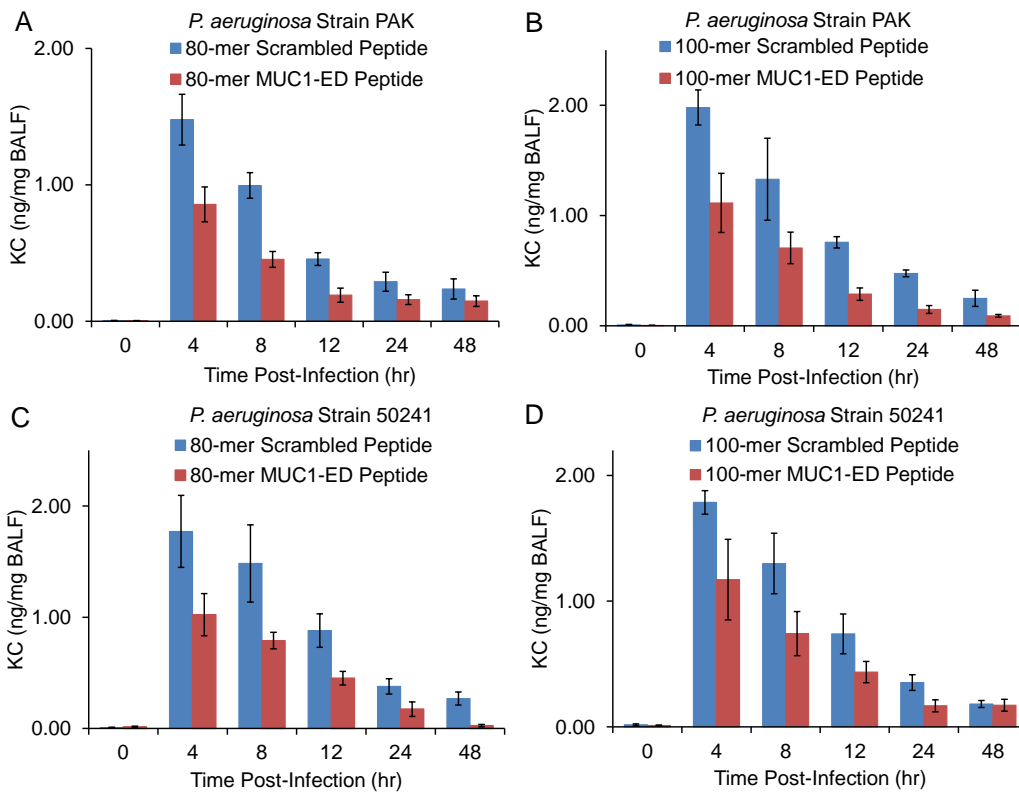 A
P. aeruginosa Strain PAK
80-mer Scrambled Peptide
80-mer MUC1-ED Peptide
KC (ng/mg BALF)
2.00
1.00
0.00
0 4 8 12 24 48
Time Post-Infection (hr)
B
P. aeruginosa Strain PAK
100-mer Scrambled Peptide
100-mer MUC1-ED Peptide
KC (ng/mg BALF)
2.00
1.00
0.00
0 4 8 12 24 48
Time Post-Infection (hr)
C
P. aeruginosa Strain 50241
80-mer Scrambled Peptide
80-mer MUC1-ED Peptide
KC (ng/mg BALF)
2.00
1.00
0.00
0 4 8 12 24 48
Time Post-Infection (hr)
D
P. aeruginosa Strain 50241
100-mer Scrambled Peptide
100-mer MUC1-ED Peptide
KC (ng/mg BALF)
2.00
1.00
0.00
0 4 8 12 24 48
Time Post-Infection (hr)